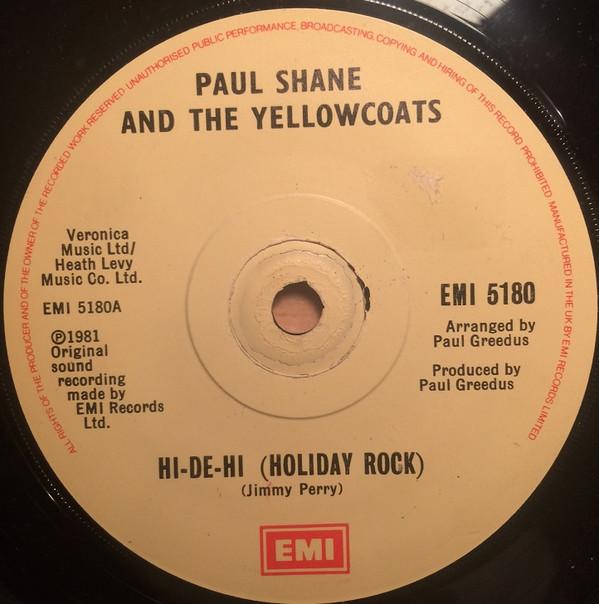 ALL RIGHTS OF THE PRODUCER AND OF THE OWNER OF THE RECORDED WORK RESERVED UNAUTHORISED PUBLIC PERFORMANCE, BROADCASTING, COPYING AND HIRING OF THIS RECORD PROHIBITED MANUFACTURED IN THE UK BY EMI RECORDS LIMITED
PAUL SHANE
AND THE YELLOWCOATS
Veronica
Music Ltd/
Heath Levy
Music Co. Ltd.
EMI 5180A
℗1981
Original
sound
recording
made by
EMI Records
Ltd.
EMI 5180
Arranged by
Paul Greedus
Produced by
Paul Greedus
HI-DE-HI (HOLIDAY ROCK)
(Jimmy Perry)
EMI